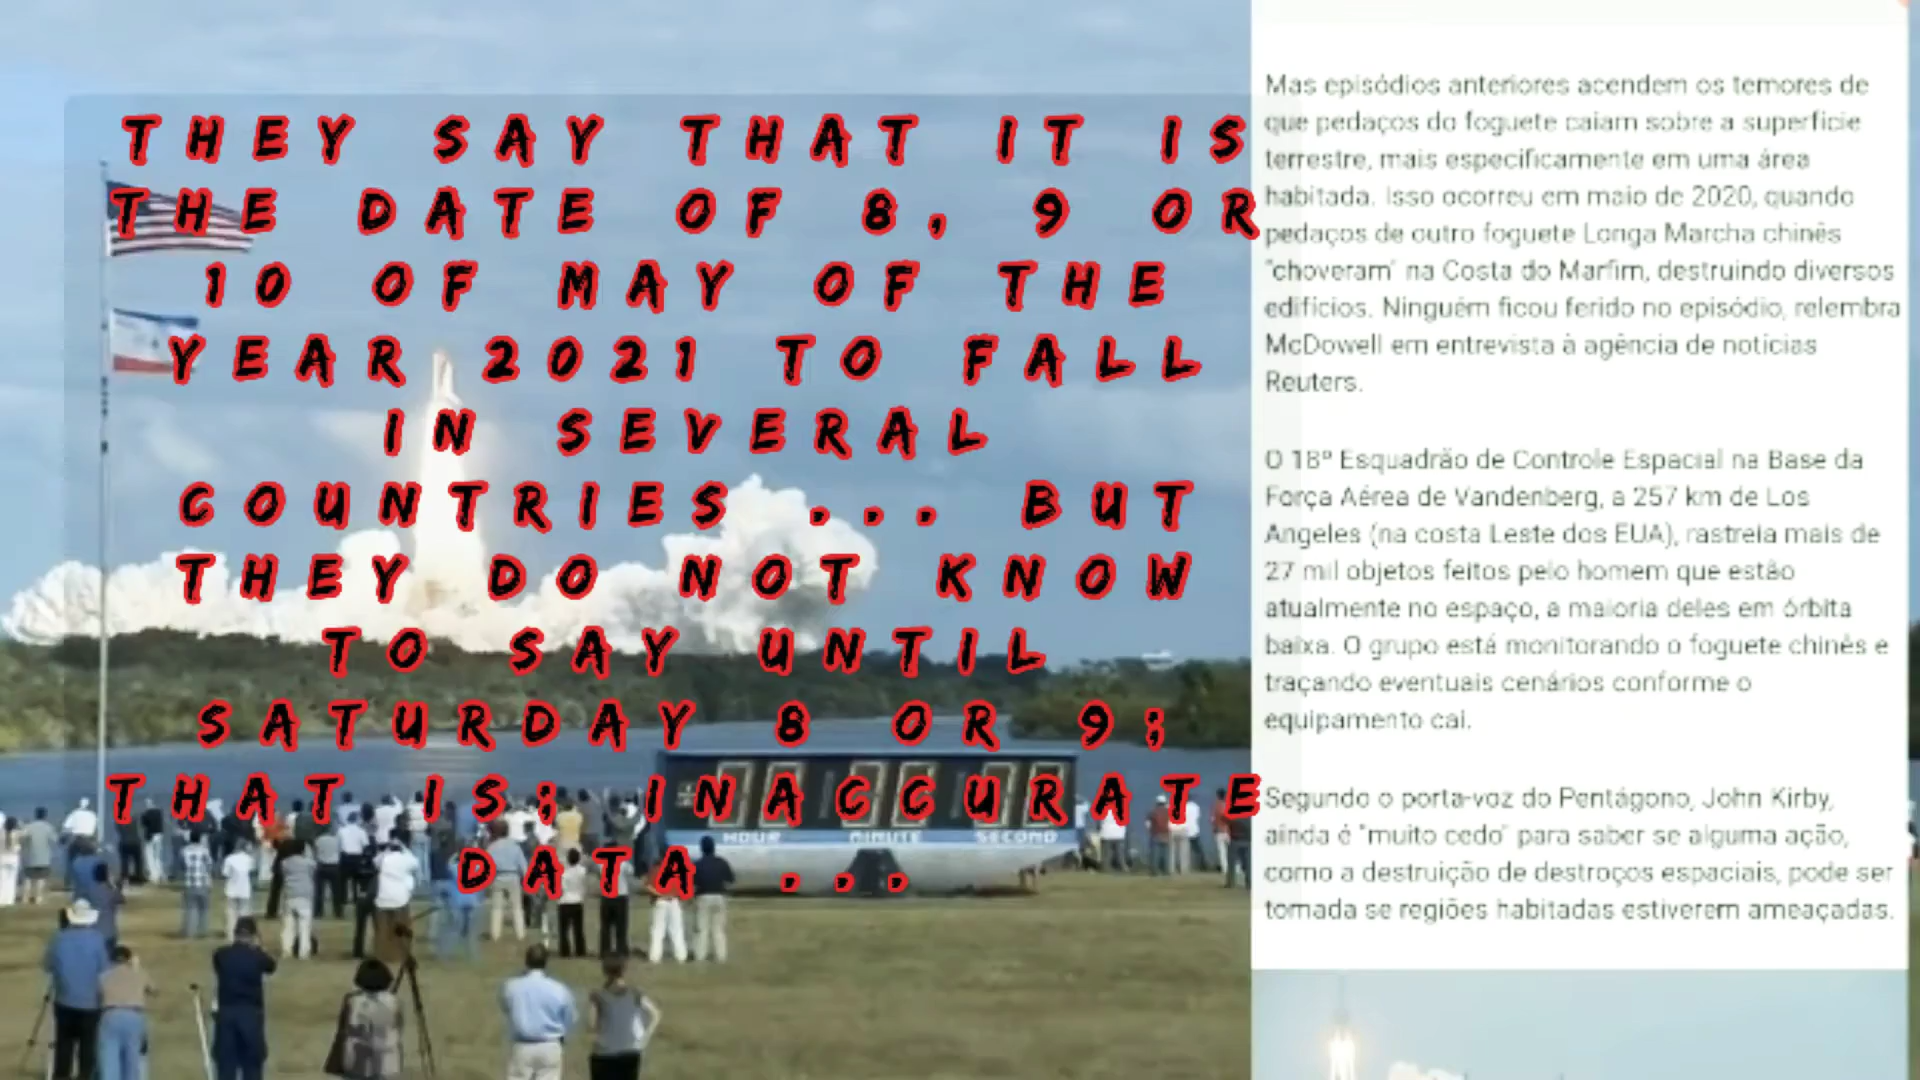 THEY SAY THAT IT IS
THE DATE OF 8, 9 OR
10 OF MAY OF THE
YEAR 2021 TO FALL
IN SEVERAL
COUNTRIES ... BUT
THEY DO NOT KNOW
TO SAY UNTIL
SATURDAY 8 OR 9;
THAT IS; INACCURATE
DATA ...
HOUR MINUTE SECOND
Mas episódios anteriores acendem os temores de
que pedaços do foguete caiam sobre a superfície
terrestre, mais especificamente em uma área
habitada. Isso ocorreu em maio de 2020, quando
pedaços de outro foguete Longa Marcha chinês
"choveram" na Costa do Marfim, destruindo diversos
edifícios. Ninguém ficou ferido no episódio, relembra
McDowell em entrevista à agência de notícias
Reuters.
O 18º Esquadrão de Controle Espacial na Base da
Força Aérea de Vandenberg, a 257 km de Los
Angeles (na costa Leste dos EUA), rastreia mais de
27 mil objetos feitos pelo homem que estão
atualmente no espaço, a maioria deles em órbita
baixa. O grupo está monitorando o foguete chinês e
traçando eventuais cenários conforme o
equipamento cai.
Segundo o porta-voz do Pentágono, John Kirby,
ainda é "muito cedo" para saber se alguma ação,
como a destruição de destroços espaciais, pode ser
tomada se regiões habitadas estiverem ameaçadas.